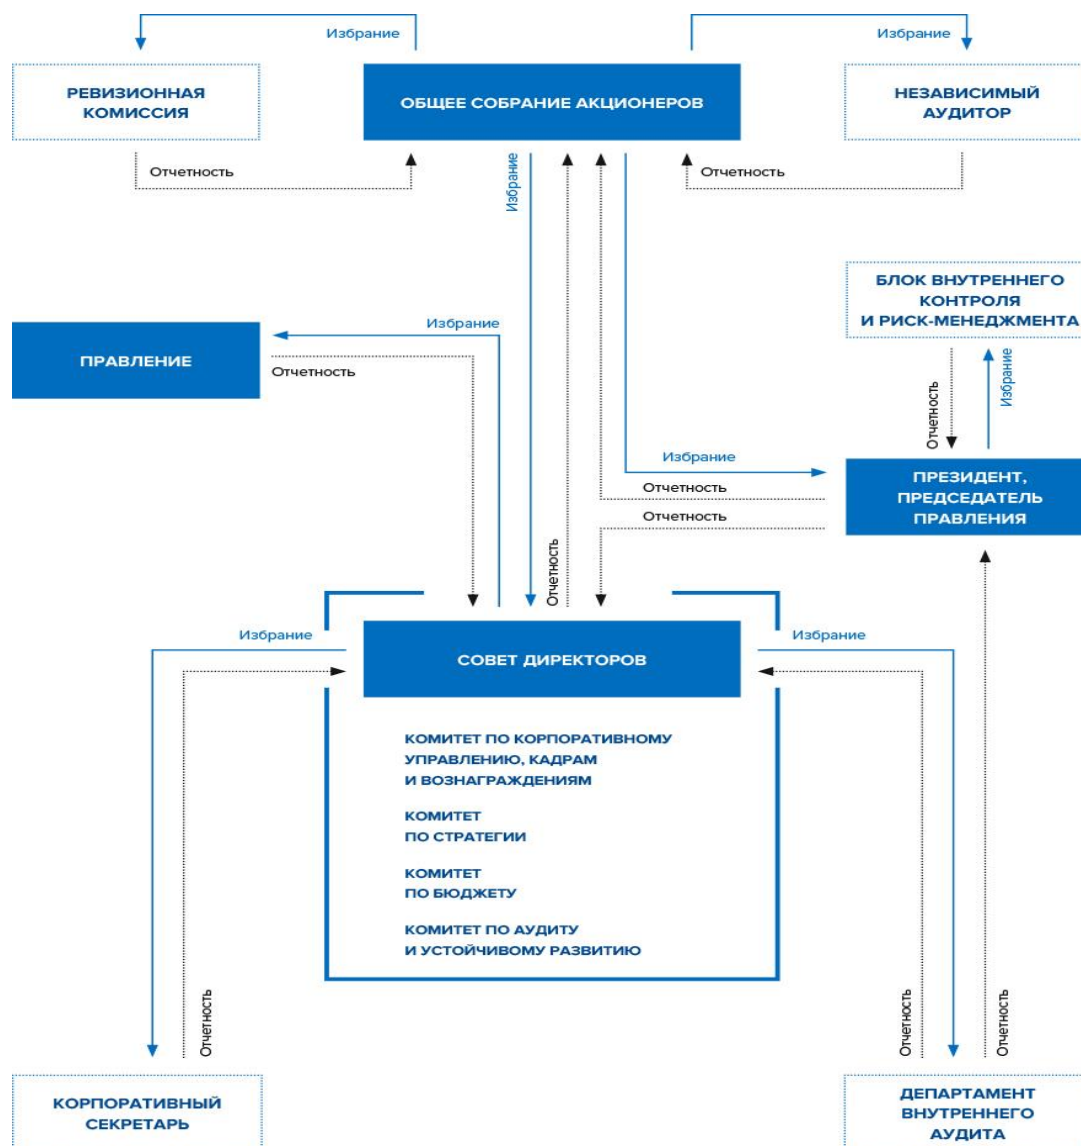 Избрание
Избрание
РЕВИЗИОННАЯ
КОМИССИЯ
ОБЩЕЕ СОБРАНИЕ АКЦИОНЕРОВ
НЕЗАВИСИМЫЙ
АУДИТОР
Отчетность
Избрание
Отчетность
БЛОК ВНУТРЕННЕГО
КОНТРОЛЯ
И РИСК-МЕНЕДЖМЕНТА
Избрание
ПРАВЛЕНИЕ
Отчетность
Отчетность
Избрание
Избрание
ПРЕЗИДЕНТ,
ПРЕДСЕДАТЕЛЬ
ПРАВЛЕНИЯ
Отчетность
Отчетность
Отчетность
Избрание
Избрание
СОВЕТ ДИРЕКТОРОВ
КОМИТЕТ ПО КОРПОРАТИВНОМУ
УПРАВЛЕНИЮ, КАДРАМ
И ВОЗНАГРАЖДЕНИЯМ
КОМИТЕТ
ПО СТРАТЕГИИ
КОМИТЕТ
ПО БЮДЖЕТУ
КОМИТЕТ ПО АУДИТУ
И УСТОЙЧИВОМУ РАЗВИТИЮ
Отчетность
Отчетность
Отчетность
КОРПОРАТИВНЫЙ
СЕКРЕТАРЬ
ДЕПАРТАМЕНТ
ВНУТРЕННЕГО
АУДИТА